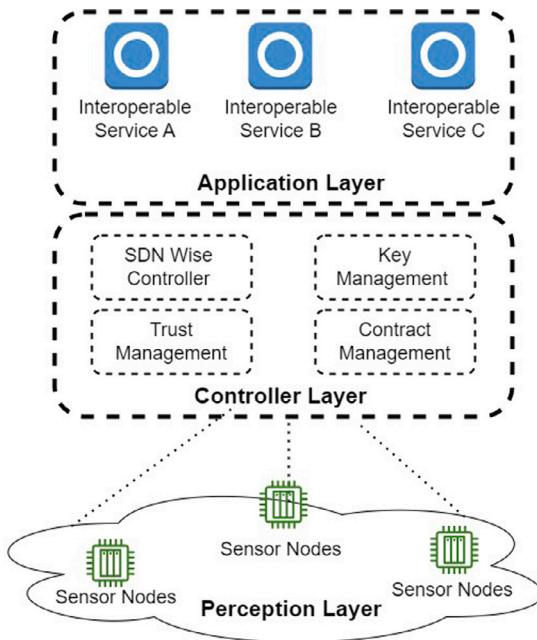 Interoperable
Service A
Interoperable
Service B
Interoperable
Service C
Application Layer
SDN Wise
Controller
Key
Management
Trust
Management
Contract
Management
Controller Layer
Sensor Nodes
Sensor Nodes
Sensor Nodes
Perception Layer